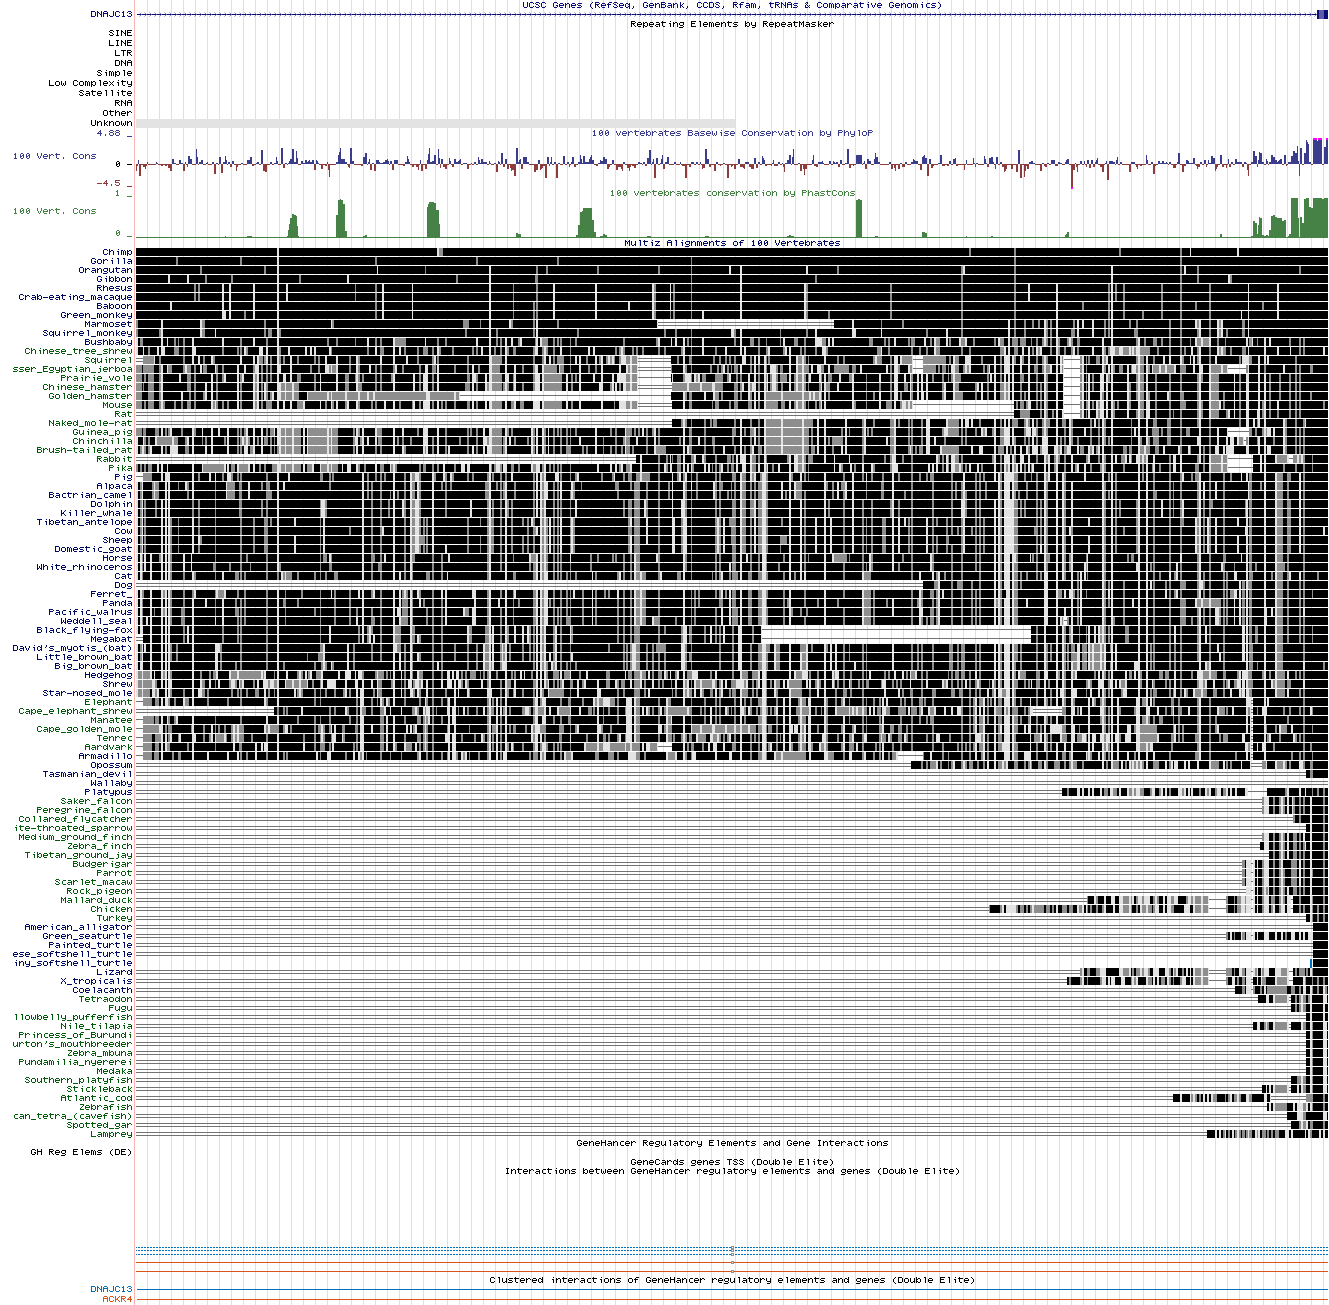 UCSC Genes (RefSeq, GenBank, CCDS, Rfam, tRNAs & Comparative Genomics)
DNAJC13
Repeating Elements by RepeatMasker
SINE
LINE
LTR
DNA
Simple
Low Complexity
Satellite
RNA
Other
Unknown
100 vertebrates Basewise Conservation by PhyloP
4.88 _
100 Vert. Cons
0 _
-4.5 _
100 vertebrates conservation by PhastCons
1 _
100 Vert. Cons
0 _
Multiz Alignments of 100 Vertebrates
Chimp
Gorilla
Orangutan
Gibbon
Rhesus
Crab-eating_macaque
Baboon
Green_monkey
Marmoset
Squirrel_monkey
Bushbaby
Chinese_tree_shrew
Squirrel
sser_Egyptian_jerboa
Prairie_vole
Chinese_hamster
Golden_hamster
Mouse
Rat
Naked_mole-rat
Guinea_pig
Chinchilla
Brush-tailed_rat
Rabbit
Pika
Pig
Alpaca
Bactrian_camel
Dolphin
Killer_whale
Tibetan_antelope
Cow
Sheep
Domestic_goat
Horse
White_rhinoceros
Cat
Dog
Ferret_
Panda
Pacific_walrus
Weddell_seal
Black_flying-fox
Megabat
David's_myotis_(bat)
Little_brown_bat
Big_brown_bat
Hedgehog
Shrew
Star-nosed_mole
Elephant
Cape_elephant_shrew
Manatee
Cape_golden_mole
Tenrec
Aardvark
Armadillo
Opossum
Tasmanian_devil
Wallaby
Platypus
Saker_falcon
Peregrine_falcon
Collared_flycatcher
ite-throated_sparrow
Medium_ground_finch
Zebra_finch
Tibetan_ground_jay
Budgerigar
Parrot
Scarlet_macaw
Rock_pigeon
Mallard_duck
Chicken
Turkey
American_alligator
Green_seaturtle
Painted_turtle
ese_softshell_turtle
iny_softshell_turtle
Lizard
X_tropicalis
Coelacanth
Tetraodon
Fugu
llowbelly_pufferfish
Nile_tilapia
Princess_of_Burundi
urton's_mouthbreeder
Zebra_mbuna
Pundamilia_nyererei
Medaka
Southern_platyfish
Stickleback
Atlantic_cod
Zebrafish
can_tetra_(cavefish)
Spotted_gar
Lamprey
GeneHancer Regulatory Elements and Gene Interactions
GH Reg Elems (DE)
GeneCards genes TSS (Double Elite)
Interactions between GeneHancer regulatory elements and genes (Double Elite)
Clustered interactions of GeneHancer regulatory elements and genes (Double Elite)
DNAJC13
ACKR4